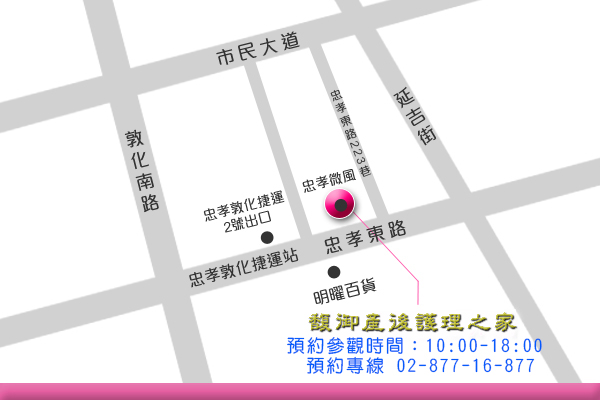 市民大道
延吉街
忠孝東路223巷
敦化南路
忠孝微風
忠孝敦化捷運
2號出口
忠孝東路
忠孝敦化捷運站
明曜百貨
馥御產後護理之家
預約參觀時間：10:00-18:00
預約專線 02-877-16-877